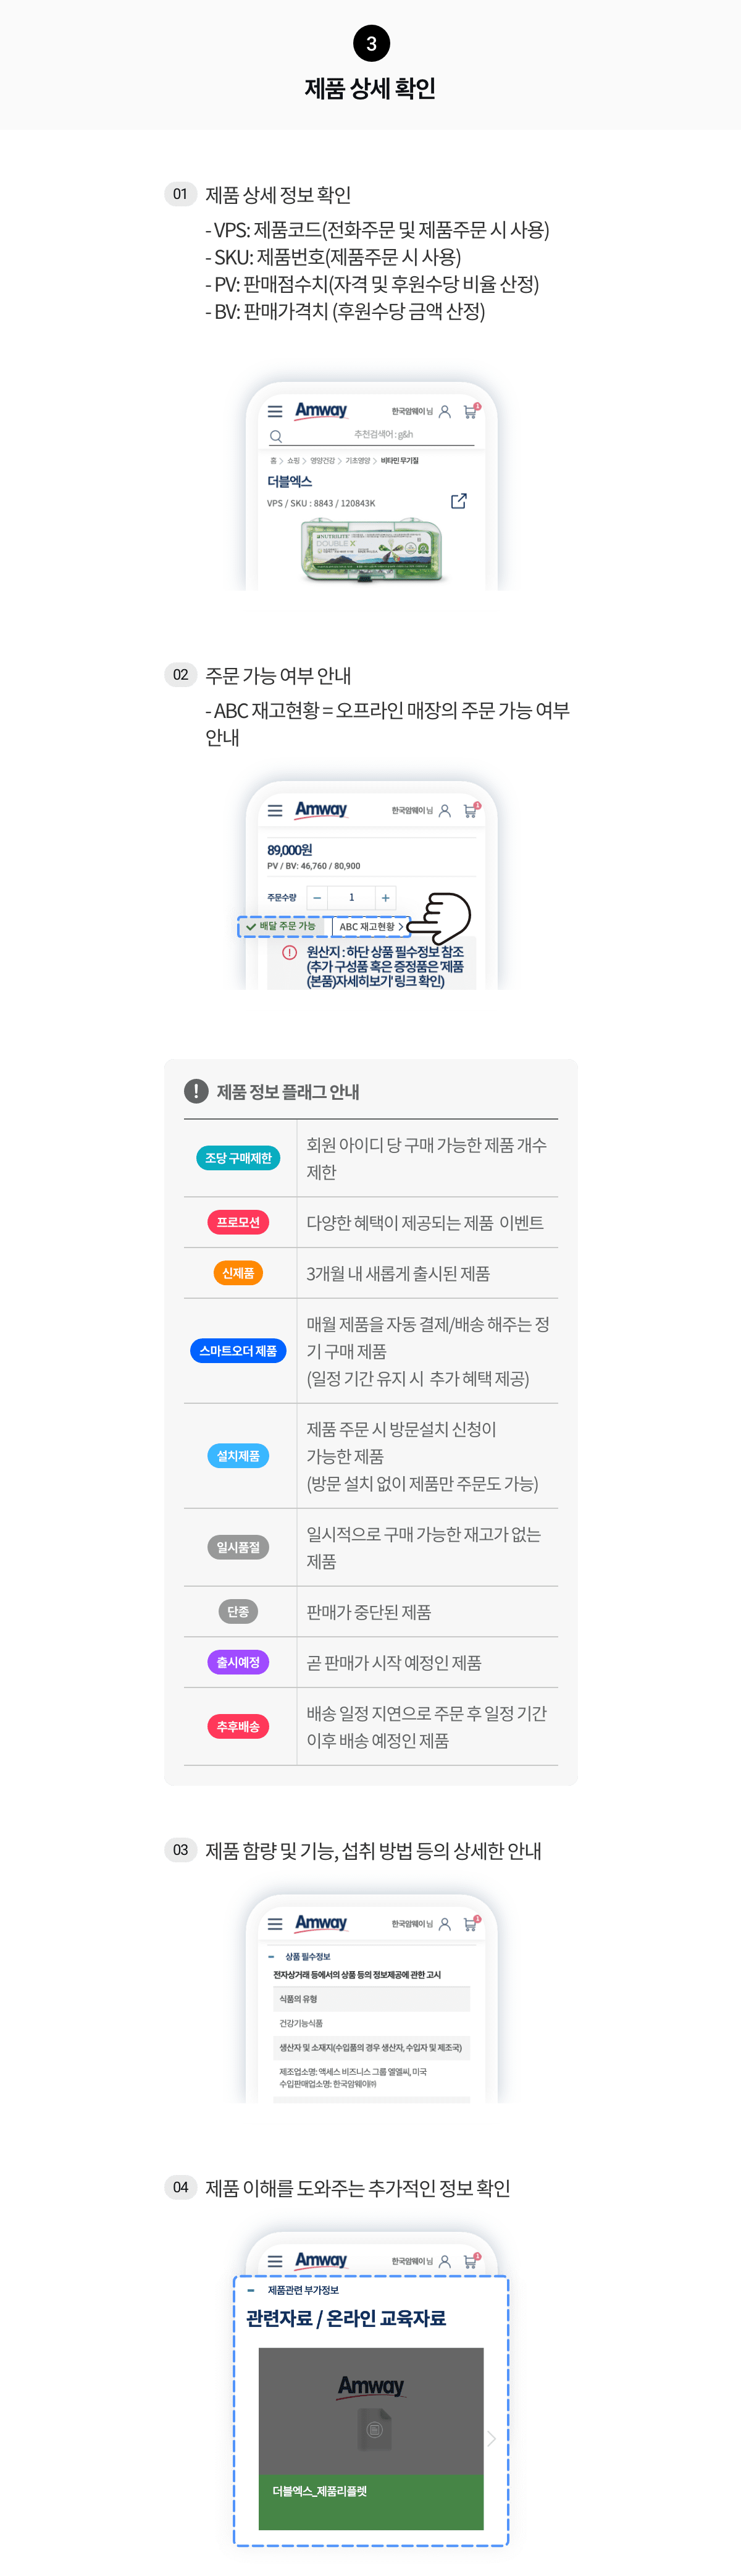 3
제품 상세 확인
01 제품 상세 정보 확인
- VPS: 제품코드(전화주문 및 제품주문 시 사용)
- SKU: 제품번호(제품주문 시 사용)
- PV: 판매점수치(자격 및 후원수당 비율 산정)
- BV: 판매가격치 (후원수당 금액 산정)
Amway 한국암웨이 님 1
추천검색어 : g&h
홈 > 쇼핑 > 영양건강 > 기초영양 > 비타민 무기질
더블엑스
VPS / SKU : 8843 / 120843K
NUTRILITE
DOUBLE X
02 주문 가능 여부 안내
- ABC 재고현황 = 오프라인 매장의 주문 가능 여부
안내
Amway 한국암웨이 님 1
89,000원
PV / BV: 46,760 / 80,900
주문수량 − 1 +
배달 주문 가능 ABC 재고현황 >
! 원산지 : 하단 상품 필수정보 참조
(추가 구성품 혹은 증정품은 '제품
(본품)자세히보기' 링크 확인)
! 제품 정보 플래그 안내
조당 구매제한 회원 아이디 당 구매 가능한 제품 개수
제한
프로모션 다양한 혜택이 제공되는 제품 이벤트
신제품 3개월 내 새롭게 출시된 제품
스마트오더 제품 매월 제품을 자동 결제/배송 해주는 정
기 구매 제품
(일정 기간 유지 시 추가 혜택 제공)
설치제품 제품 주문 시 방문설치 신청이
가능한 제품
(방문 설치 없이 제품만 주문도 가능)
일시품절 일시적으로 구매 가능한 재고가 없는
제품
단종 판매가 중단된 제품
출시예정 곧 판매가 시작 예정인 제품
추후배송 배송 일정 지연으로 주문 후 일정 기간
이후 배송 예정인 제품
03 제품 함량 및 기능, 섭취 방법 등의 상세한 안내
Amway 한국암웨이 님 1
− 상품 필수정보
전자상거래 등에서의 상품 등의 정보제공에 관한 고시
식품의 유형
건강기능식품
생산자 및 소재지(수입품의 경우 생산자, 수입자 및 제조국)
제조업소명: 액세스 비즈니스 그룹 엘엘씨, 미국
수입판매업소명: 한국암웨이㈜
04 제품 이해를 도와주는 추가적인 정보 확인
Amway 한국암웨이 님 1
− 제품관련 부가정보
관련자료 / 온라인 교육자료
Amway
더블엑스_제품리플렛